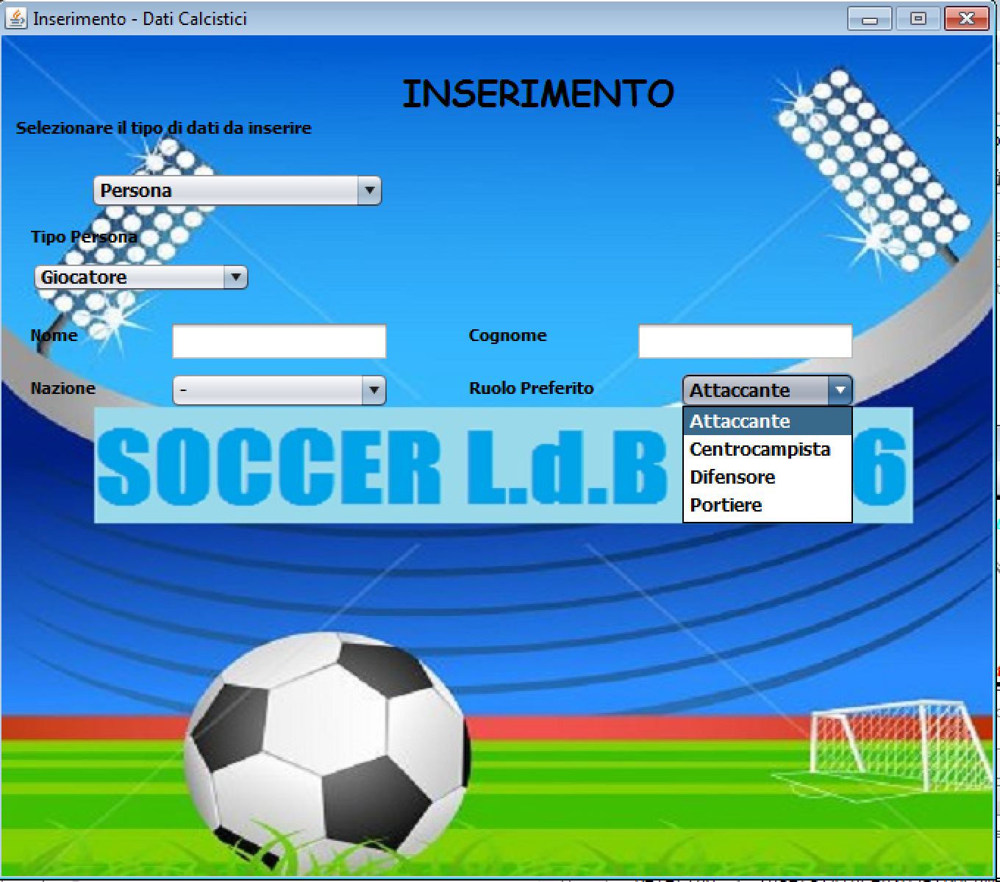 Inserimento - Dati Calcistici
INSERIMENTO
Selezionare il tipo di dati da inserire
Persona
Tipo Persona
Giocatore
Nome
Cognome
Nazione
-
Ruolo Preferito
Attaccante
Attaccante
Centrocampista
Difensore
Portiere
SOCCER L.d.B 6